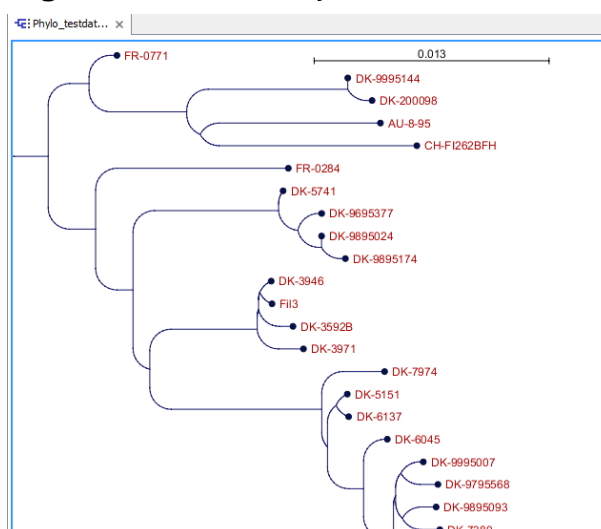 Phylo_testdat...
0.013
FR-0771
DK-9995144
DK-200098
AU-8-95
CH-FI262BFH
FR-0284
DK-5741
DK-9695377
DK-9895024
DK-9895174
DK-3946
Fil3
DK-3592B
DK-3971
DK-7974
DK-5151
DK-6137
DK-6045
DK-9995007
DK-9795568
DK-9895093